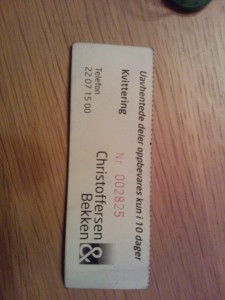 Uavhentede deler oppbevares kun i 10 dager
Kvittering
Nr. 002825
Telefon
22 07 15 00
Christoffersen
Bekken &